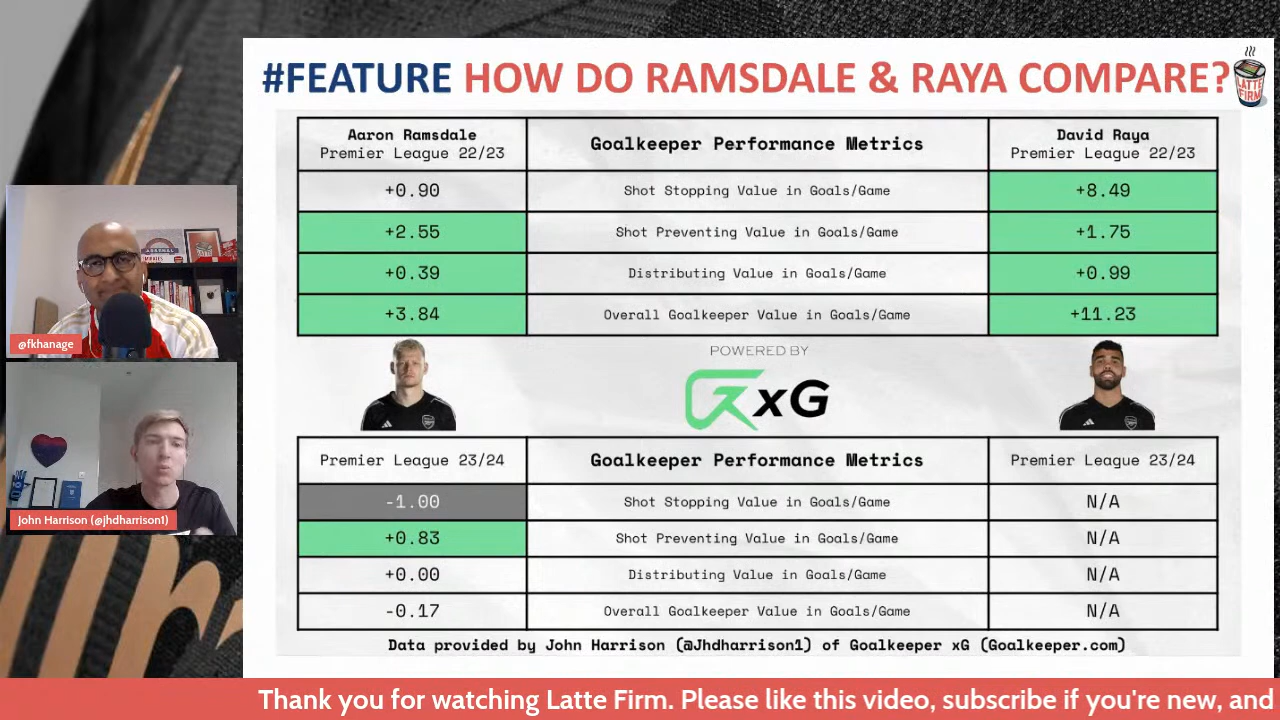 #FEATURE HOW DO RAMSDALE & RAYA COMPARE?
LATTE
FIRM
Aaron Ramsdale
Premier League 22/23
Goalkeeper Performance Metrics
David Raya
Premier League 22/23
+0.90 Shot Stopping Value in Goals/Game +8.49
+2.55 Shot Preventing Value in Goals/Game +1.75
+0.39 Distributing Value in Goals/Game +0.99
+3.84 Overall Goalkeeper Value in Goals/Game +11.23
POWERED BY
xG
Premier League 23/24 Goalkeeper Performance Metrics Premier League 23/24
-1.00 Shot Stopping Value in Goals/Game N/A
+0.83 Shot Preventing Value in Goals/Game N/A
+0.00 Distributing Value in Goals/Game N/A
-0.17 Overall Goalkeeper Value in Goals/Game N/A
Data provided by John Harrison (@Jhdharrison1) of Goalkeeper xG (Goalkeeper.com)
@fkhanage
John Harrison (@jhdharrison1)
Thank you for watching Latte Firm. Please like this video, subscribe if you're new, and